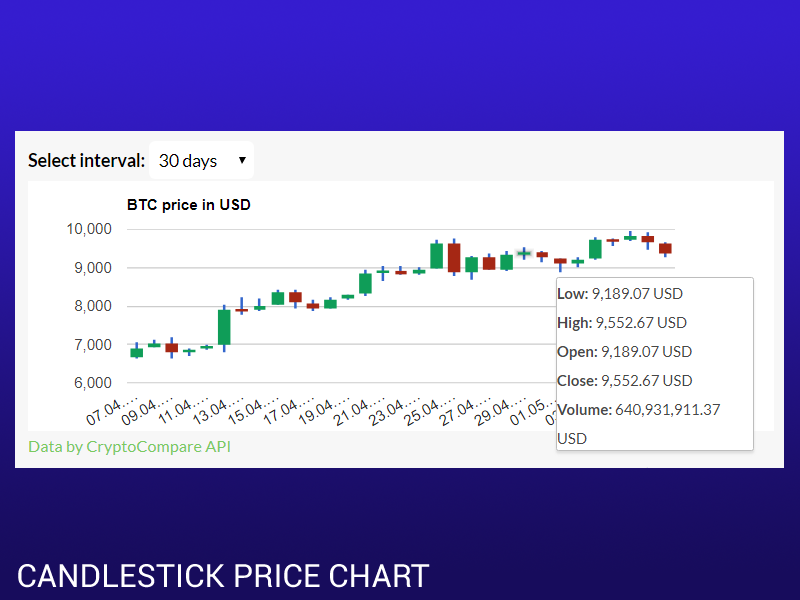 Select interval: 30 days
BTC price in USD
10,000
9,000
8,000
7,000
6,000
07.04.…
09.04.…
11.04.…
13.04.…
15.04.…
17.04.…
19.04.…
21.04.…
23.04.…
25.04.…
27.04.…
29.04.…
01.05.…
Low: 9,189.07 USD
High: 9,552.67 USD
Open: 9,189.07 USD
Close: 9,552.67 USD
Volume: 640,931,911.37
USD
Data by CryptoCompare API
CANDLESTICK PRICE CHART